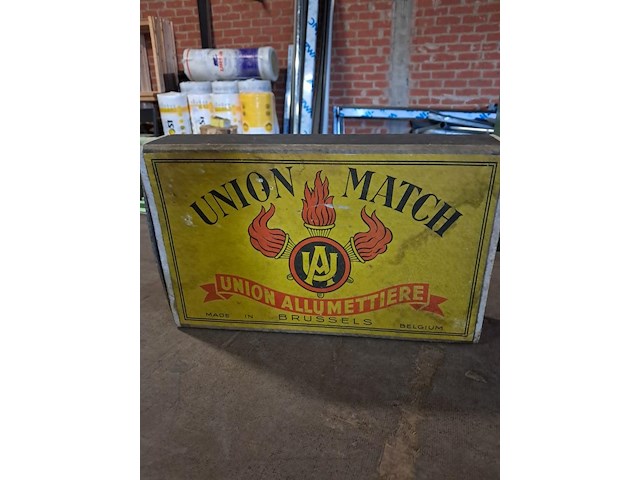 UNION MATCH
UA
UNION ALLUMETTIERE
MADE IN BRUSSELS BELGIUM